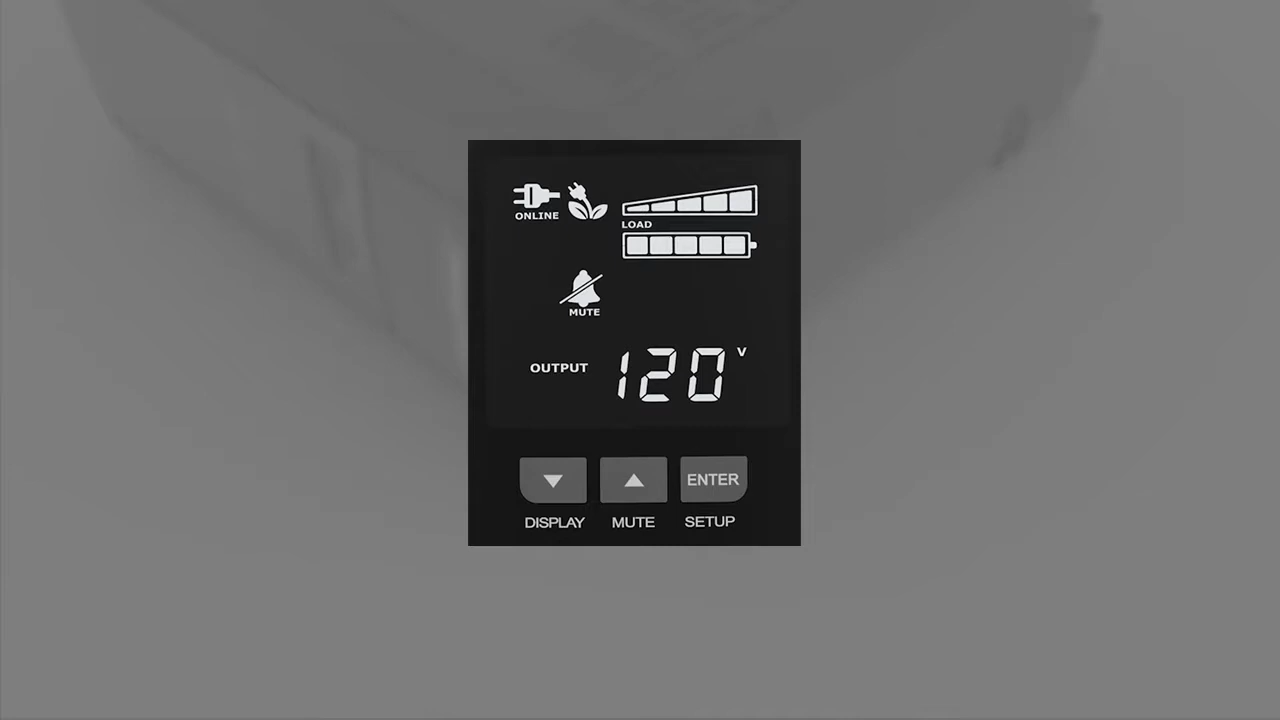 ONLINE
LOAD
MUTE
OUTPUT 120 V
ENTER
DISPLAY MUTE SETUP